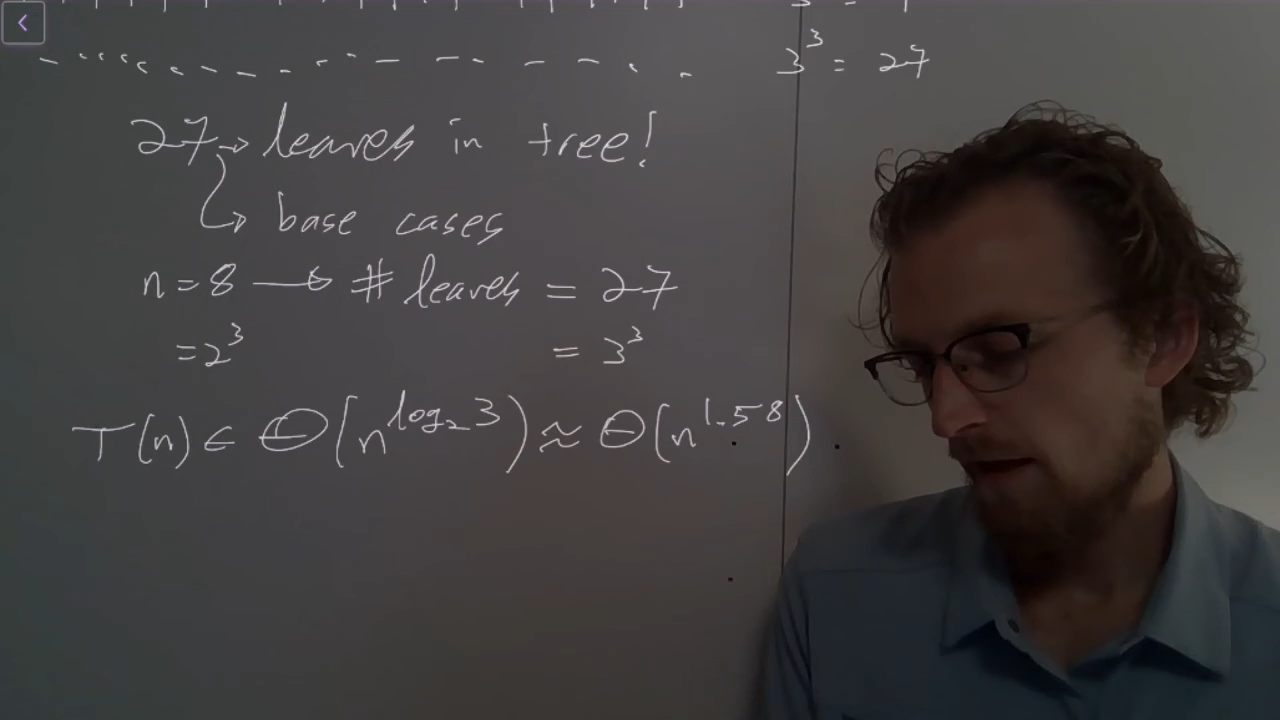 3³ = 27
27 → leaves in tree!
↳ base cases
n = 8 → # leaves = 27
= 2³ = 3³
T(n) ∈ Θ(n^log₂3) ≈ Θ(n^1.58)